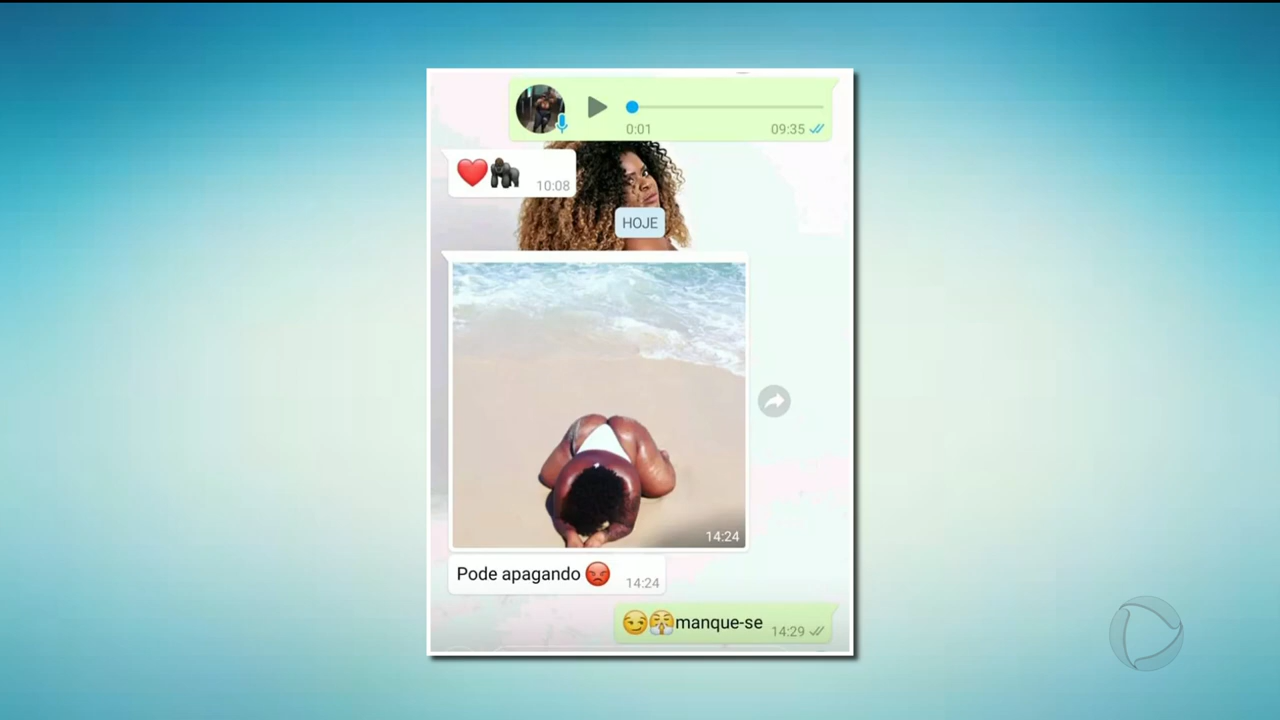 0:01 09:35
10:08
HOJE
14:24
Pode apagando 14:24
manque-se 14:29